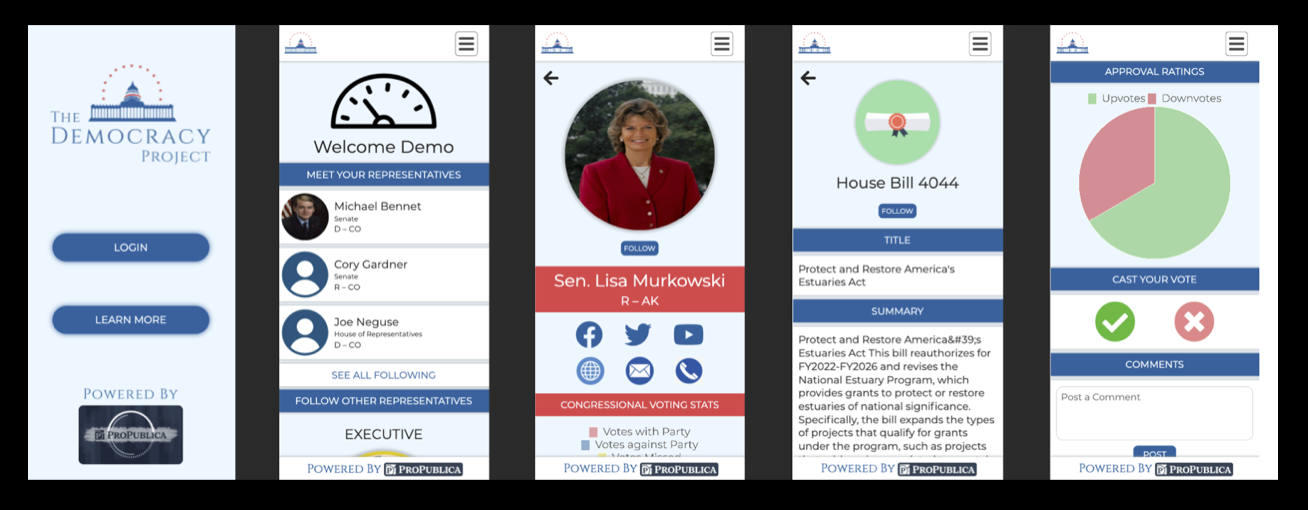 THE
DEMOCRACY
PROJECT
LOGIN
LEARN MORE
POWERED BY
PROPUBLICA
Welcome Demo
MEET YOUR REPRESENTATIVES
Michael Bennet
Senate
D – CO
Cory Gardner
Senate
R – CO
Joe Neguse
House of Representatives
D – CO
SEE ALL FOLLOWING
FOLLOW OTHER REPRESENTATIVES
EXECUTIVE
POWERED BY PROPUBLICA
FOLLOW
Sen. Lisa Murkowski
R – AK
CONGRESSIONAL VOTING STATS
Votes with Party
Votes against Party
Votes Missed
POWERED BY PROPUBLICA
House Bill 4044
FOLLOW
TITLE
Protect and Restore America's
Estuaries Act
SUMMARY
Protect and Restore America&#39;s
Estuaries Act This bill reauthorizes for
FY2022-FY2026 and revises the
National Estuary Program, which
provides grants to protect or restore
estuaries of national significance.
Specifically, the bill expands the types
of projects that qualify for grants
under the program, such as projects
POWERED BY PROPUBLICA
APPROVAL RATINGS
Upvotes Downvotes
CAST YOUR VOTE
COMMENTS
Post a Comment
POST
POWERED BY PROPUBLICA